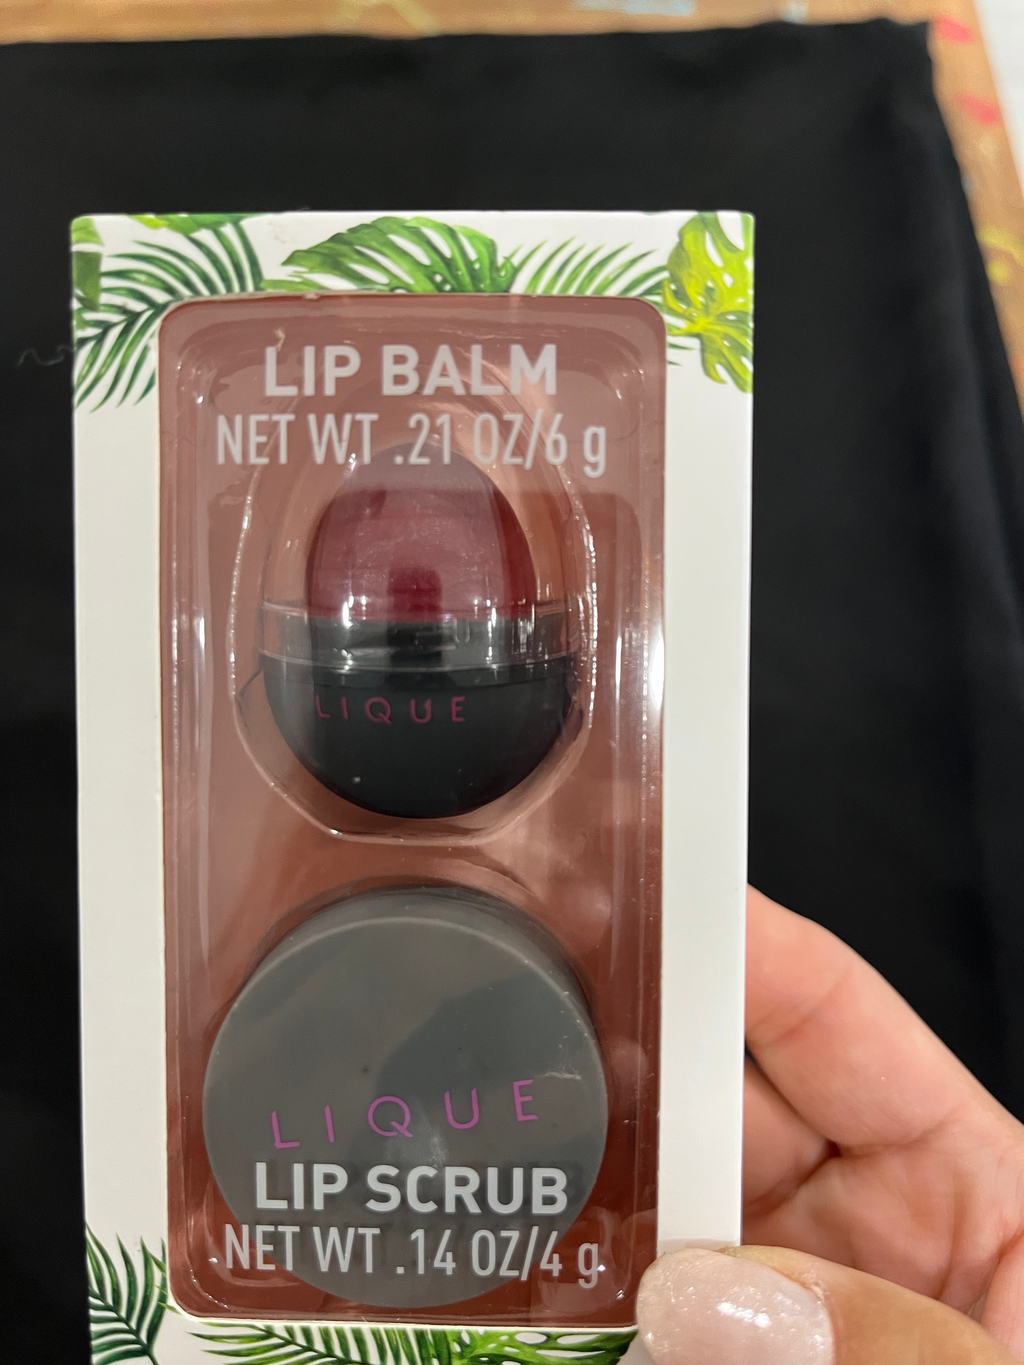 LIP BALM
NET WT .21 OZ/6 g
LIQUE
LIQUE
LIP SCRUB
NET WT .14 OZ/4 g